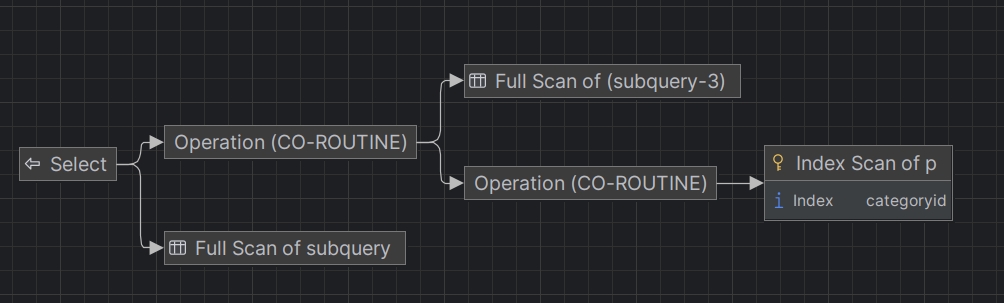 Full Scan of (subquery-3)
Operation (CO-ROUTINE)
Select
Index Scan of p
Operation (CO-ROUTINE)
Index categoryid
Full Scan of subquery